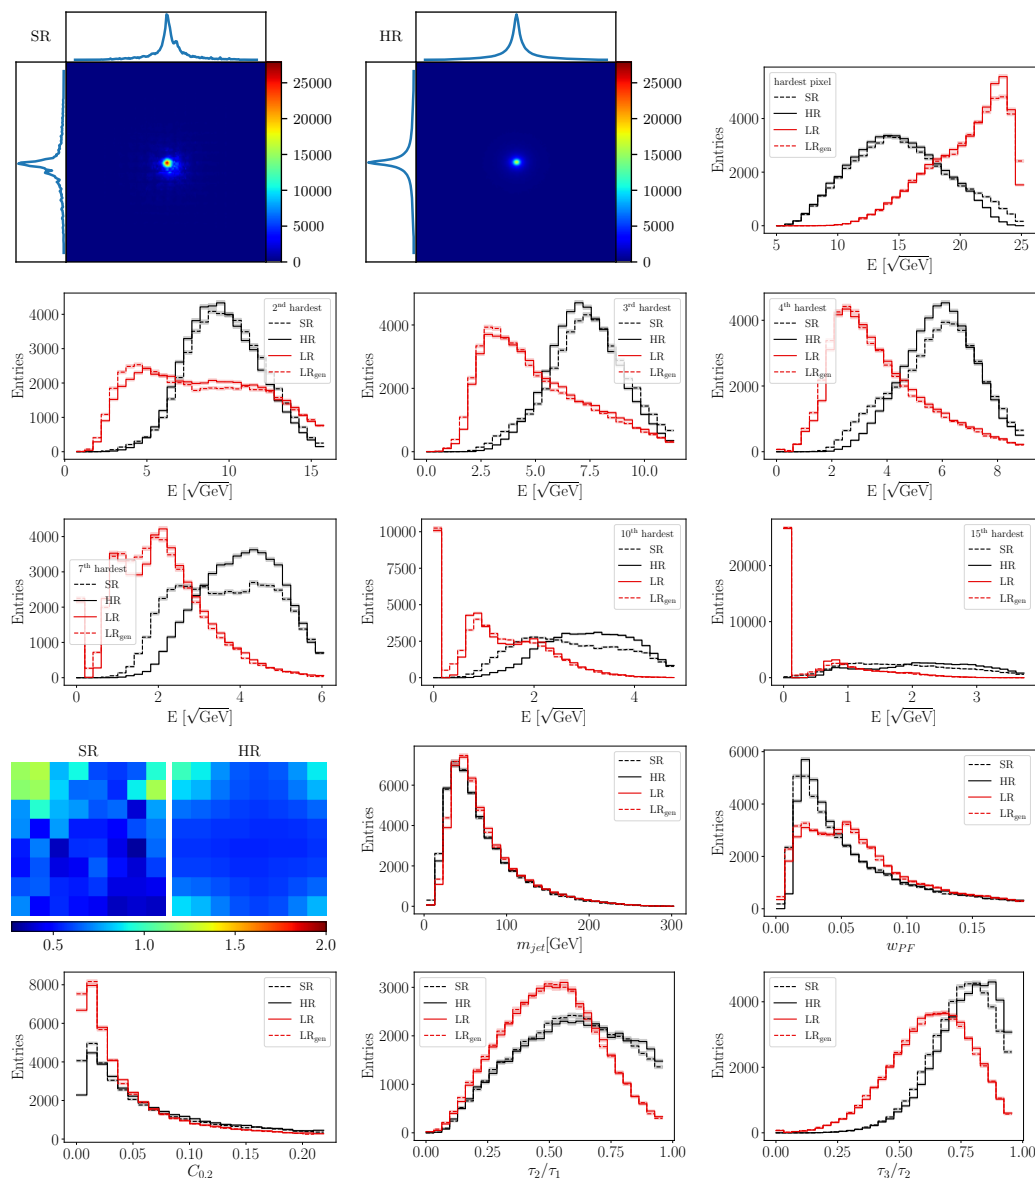 SR
HR
25000
20000
15000
10000
5000
0
25000
20000
15000
10000
5000
0
hardest pixel
SR
HR
LR
LR_gen
Entries
4000
2000
0
5
10
15
20
25
E [√GeV]
2nd hardest
SR
HR
LR
LR_gen
Entries
4000
3000
2000
1000
0
0
5
10
15
E [√GeV]
3rd hardest
SR
HR
LR
LR_gen
Entries
4000
2000
0
0.0
2.5
5.0
7.5
10.0
E [√GeV]
4th hardest
SR
HR
LR
LR_gen
Entries
4000
2000
0
0
2
4
6
8
E [√GeV]
7th hardest
SR
HR
LR
LR_gen
Entries
4000
3000
2000
1000
0
0
2
4
6
E [√GeV]
10th hardest
SR
HR
LR
LR_gen
Entries
10000
7500
5000
2500
0
0
2
4
E [√GeV]
15th hardest
SR
HR
LR
LR_gen
Entries
20000
10000
0
0
1
2
3
E [√GeV]
SR
HR
0.5
1.0
1.5
2.0
SR
HR
LR
LR_gen
Entries
6000
4000
2000
0
0
100
200
300
m_jet[GeV]
SR
HR
LR
LR_gen
Entries
6000
4000
2000
0
0.00
0.05
0.10
0.15
w_PF
SR
HR
LR
LR_gen
Entries
8000
6000
4000
2000
0
0.00
0.05
0.10
0.15
0.20
C_0.2
SR
HR
LR
LR_gen
Entries
3000
2000
1000
0
0.00
0.25
0.50
0.75
1.00
τ2/τ1
SR
HR
LR
LR_gen
Entries
4000
2000
0
0.00
0.25
0.50
0.75
1.00
τ3/τ2